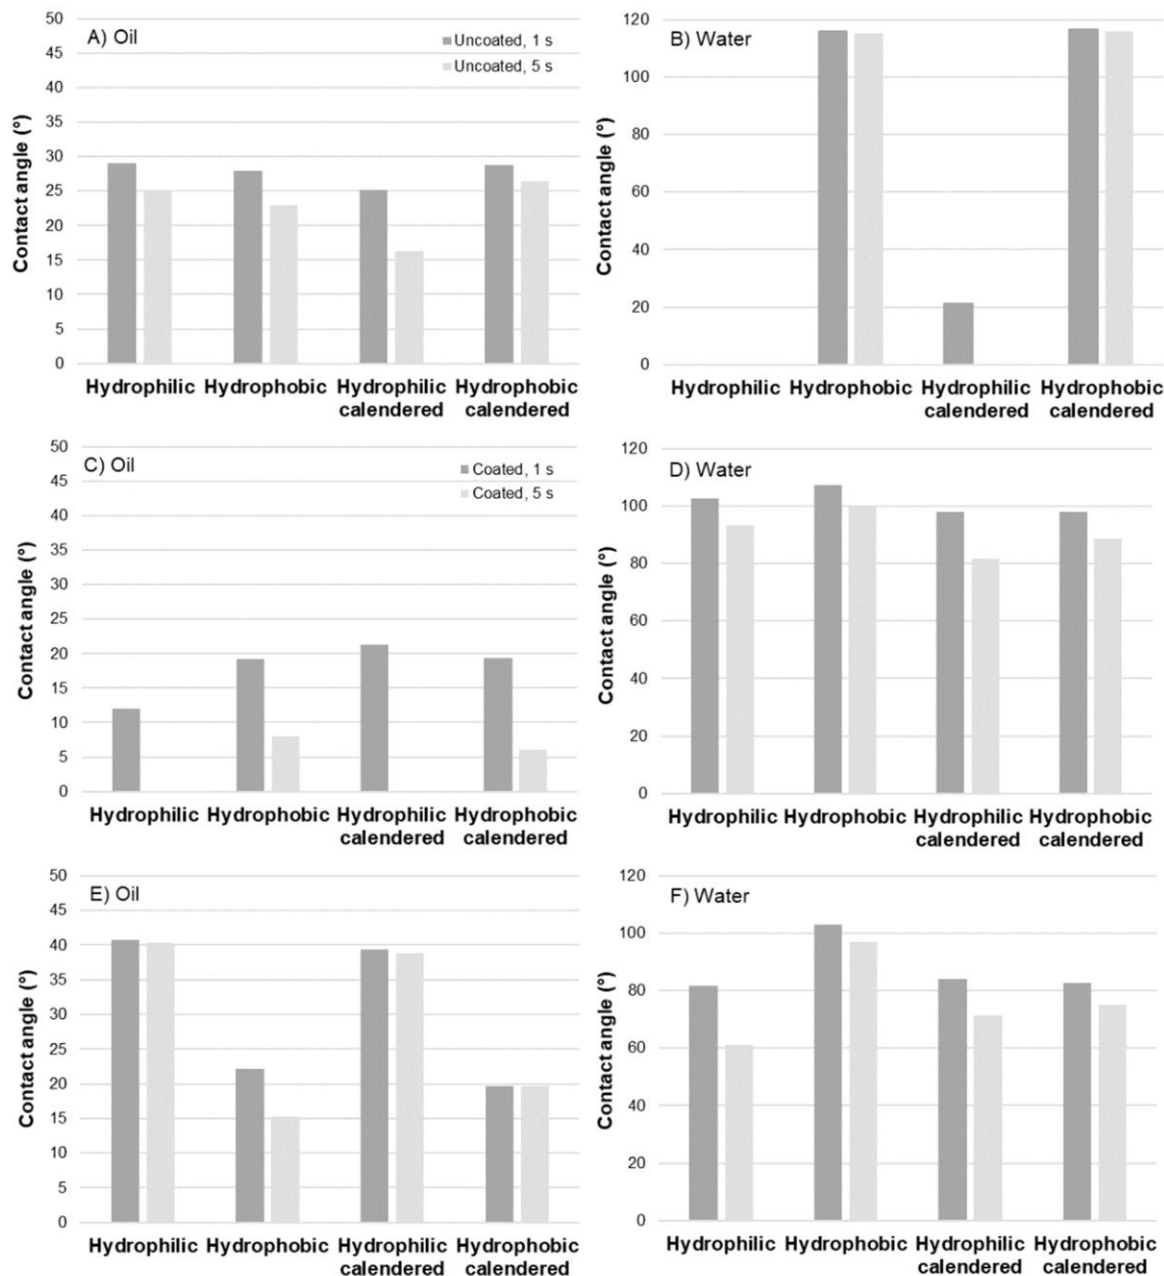 A) Oil
Uncoated, 1 s
Uncoated, 5 s
Contact angle (°)
50
45
40
35
30
25
20
15
10
5
0
Hydrophilic Hydrophobic Hydrophilic Hydrophobic
calendered calendered
B) Water
Contact angle (°)
120
100
80
60
40
20
0
Hydrophilic Hydrophobic Hydrophilic Hydrophobic
calendered calendered
C) Oil
Coated, 1 s
Coated, 5 s
Contact angle (°)
50
45
40
35
30
25
20
15
10
5
0
Hydrophilic Hydrophobic Hydrophilic Hydrophobic
calendered calendered
D) Water
Contact angle (°)
120
100
80
60
40
20
0
Hydrophilic Hydrophobic Hydrophilic Hydrophobic
calendered calendered
E) Oil
Contact angle (°)
50
45
40
35
30
25
20
15
10
5
0
Hydrophilic Hydrophobic Hydrophilic Hydrophobic
calendered calendered
F) Water
Contact angle (°)
120
100
80
60
40
20
0
Hydrophilic Hydrophobic Hydrophilic Hydrophobic
calendered calendered